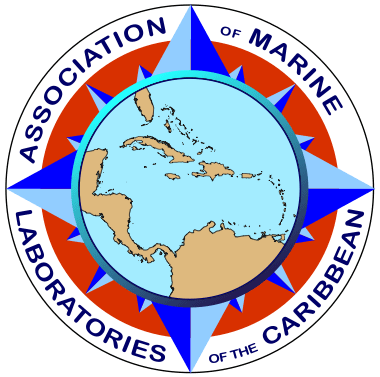 ASSOCIATION OF MARINE
LABORATORIES OF THE CARIBBEAN